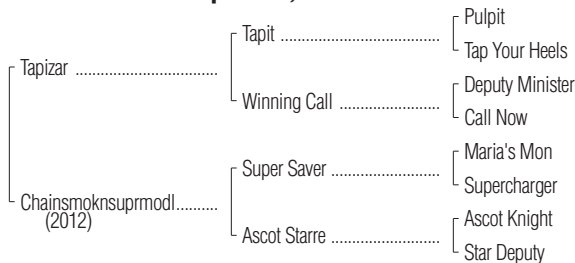 Pulpit
Tapit ........................................
Tap Your Heels
Tapizar ....................................
Deputy Minister
Winning Call .........................
Call Now
Maria's Mon
Super Saver ...........................
Supercharger
Chainsmoknsuprmodl..........
(2012)
Ascot Knight
Ascot Starre ..........................
Star Deputy